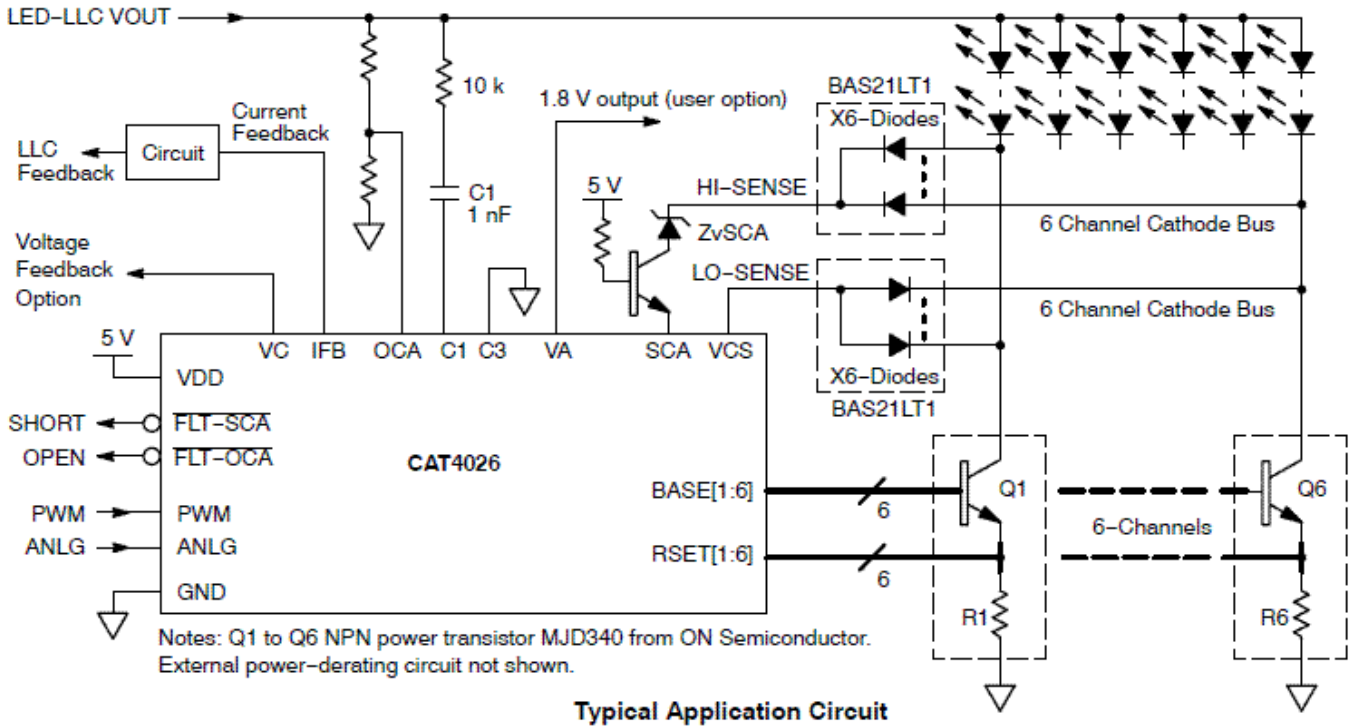 LED-LLC VOUT
10 k
1.8 V output (user option)
BAS21LT1
X6-Diodes
Current
Feedback
Circuit
LLC
Feedback
C1
1 nF
5 V
HI-SENSE
ZvSCA
6 Channel Cathode Bus
Voltage
Feedback
Option
LO-SENSE
6 Channel Cathode Bus
5 V
VC
IFB
OCA
C1
C3
VA
SCA
VCS
X6-Diodes
BAS21LT1
VDD
SHORT
FLT-SCA
OPEN
FLT-OCA
CAT4026
PWM
PWM
ANLG
ANLG
GND
BASE[1:6]
6
Q1
Q6
6-Channels
RSET[1:6]
6
R1
R6
Notes: Q1 to Q6 NPN power transistor MJD340 from ON Semiconductor.
External power-derating circuit not shown.
Typical Application Circuit